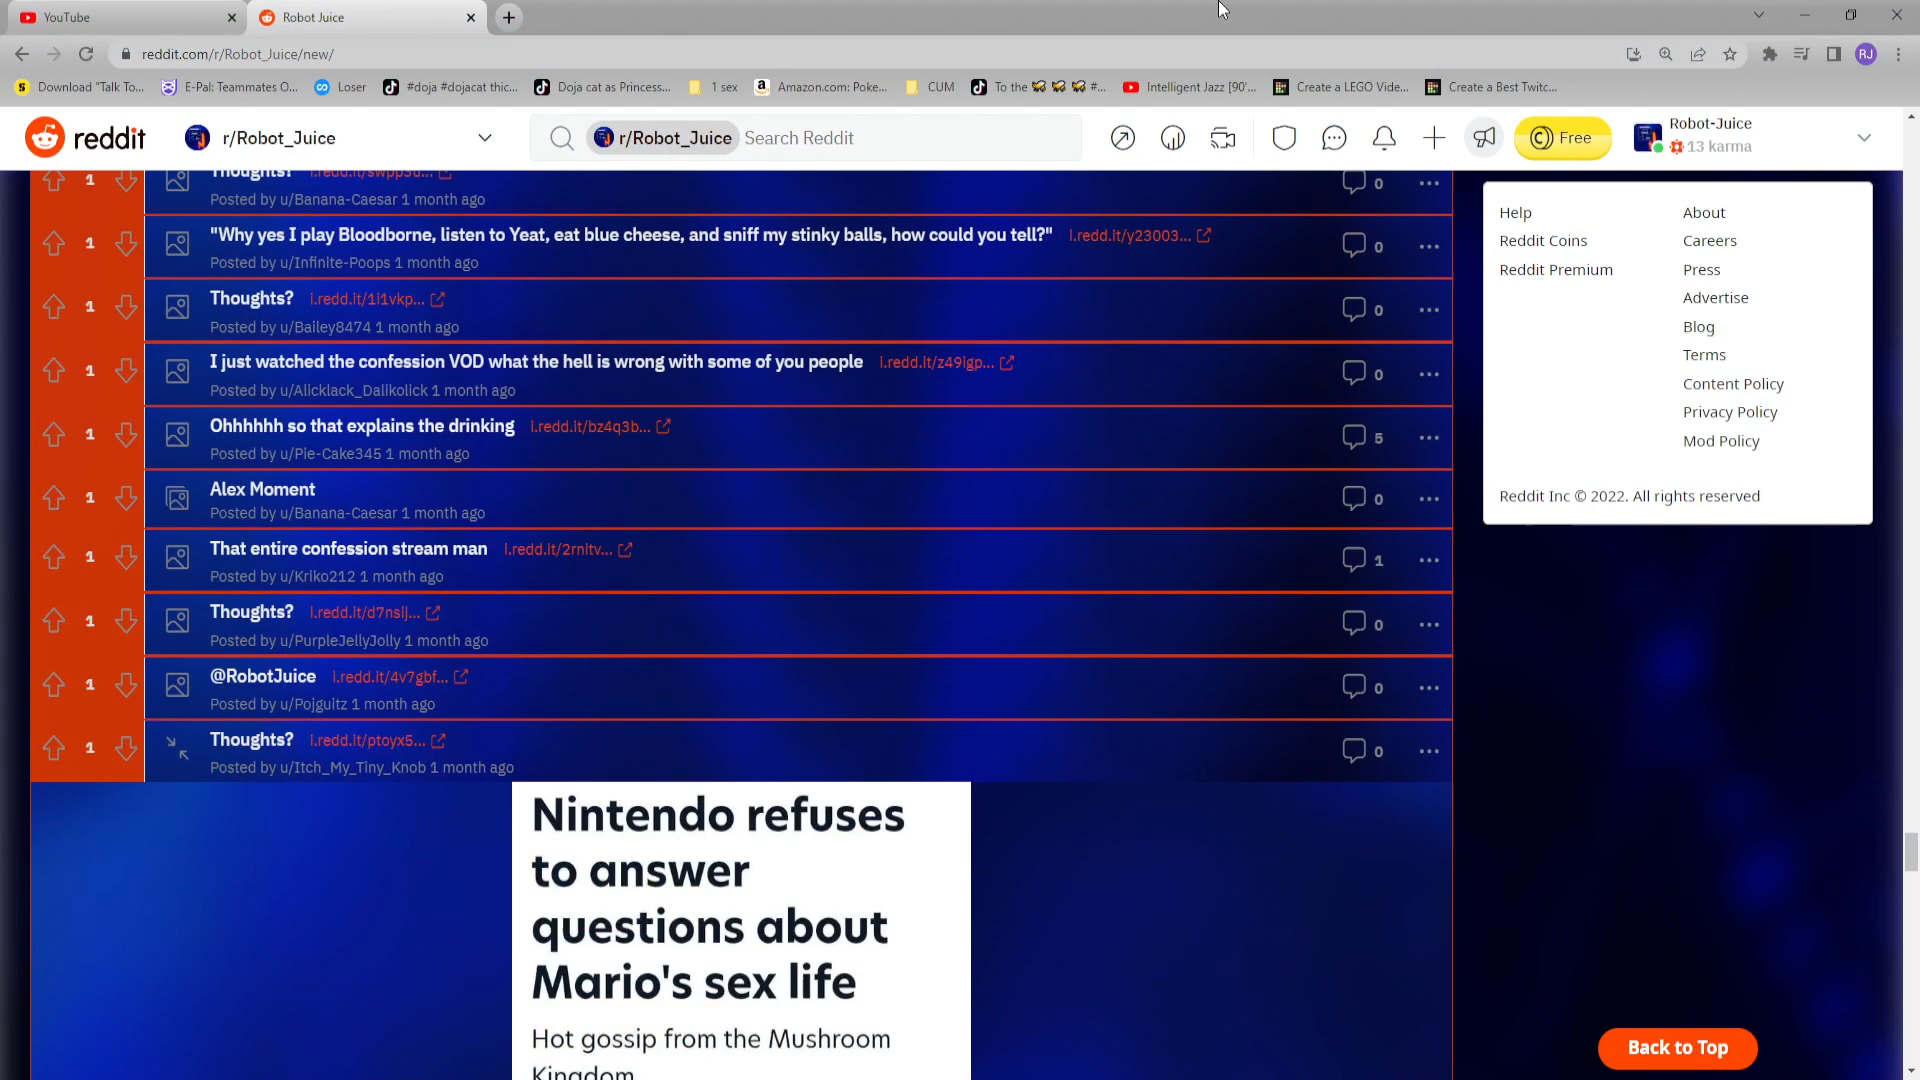 YouTube
Robot Juice
reddit.com/r/Robot_Juice/new/
RJ
Download "Talk To...
E-Pal: Teammates O...
Loser
#doja #dojacat thic...
Doja cat as Princess...
1 sex
Amazon.com: Poke...
CUM
To the 🐝 🐝 🐝 #...
Intelligent Jazz [90'...
Create a LEGO Vide...
Create a Best Twitc...
reddit
r/Robot_Juice
r/Robot_Juice Search Reddit
Free
Robot-Juice
13 karma
1 Thoughts? 0
Posted by u/Banana-Caesar 1 month ago
1 "Why yes I play Bloodborne, listen to Yeat, eat blue cheese, and sniff my stinky balls, how could you tell?" i.redd.it/y23003... 0
Posted by u/Infinite-Poops 1 month ago
1 Thoughts? i.redd.it/1i1vkp... 0
Posted by u/Bailey8474 1 month ago
1 I just watched the confession VOD what the hell is wrong with some of you people i.redd.it/z49igp... 0
Posted by u/Alicklack_Dalikolick 1 month ago
1 Ohhhhhh so that explains the drinking i.redd.it/bz4q3b... 5
Posted by u/Pie-Cake345 1 month ago
1 Alex Moment 0
Posted by u/Banana-Caesar 1 month ago
1 That entire confession stream man i.redd.it/2rnitv... 1
Posted by u/Kriko212 1 month ago
1 Thoughts? i.redd.it/d7nsij... 0
Posted by u/PurpleJellyJolly 1 month ago
1 @RobotJuice i.redd.it/4v7gbf... 0
Posted by u/Pojguitz 1 month ago
1 Thoughts? i.redd.it/ptoyx5... 0
Posted by u/Itch_My_Tiny_Knob 1 month ago
Nintendo refuses
to answer
questions about
Mario's sex life
Hot gossip from the Mushroom
Kingdom
Help
Reddit Coins
Reddit Premium
About
Careers
Press
Advertise
Blog
Terms
Content Policy
Privacy Policy
Mod Policy
Reddit Inc © 2022. All rights reserved
Back to Top